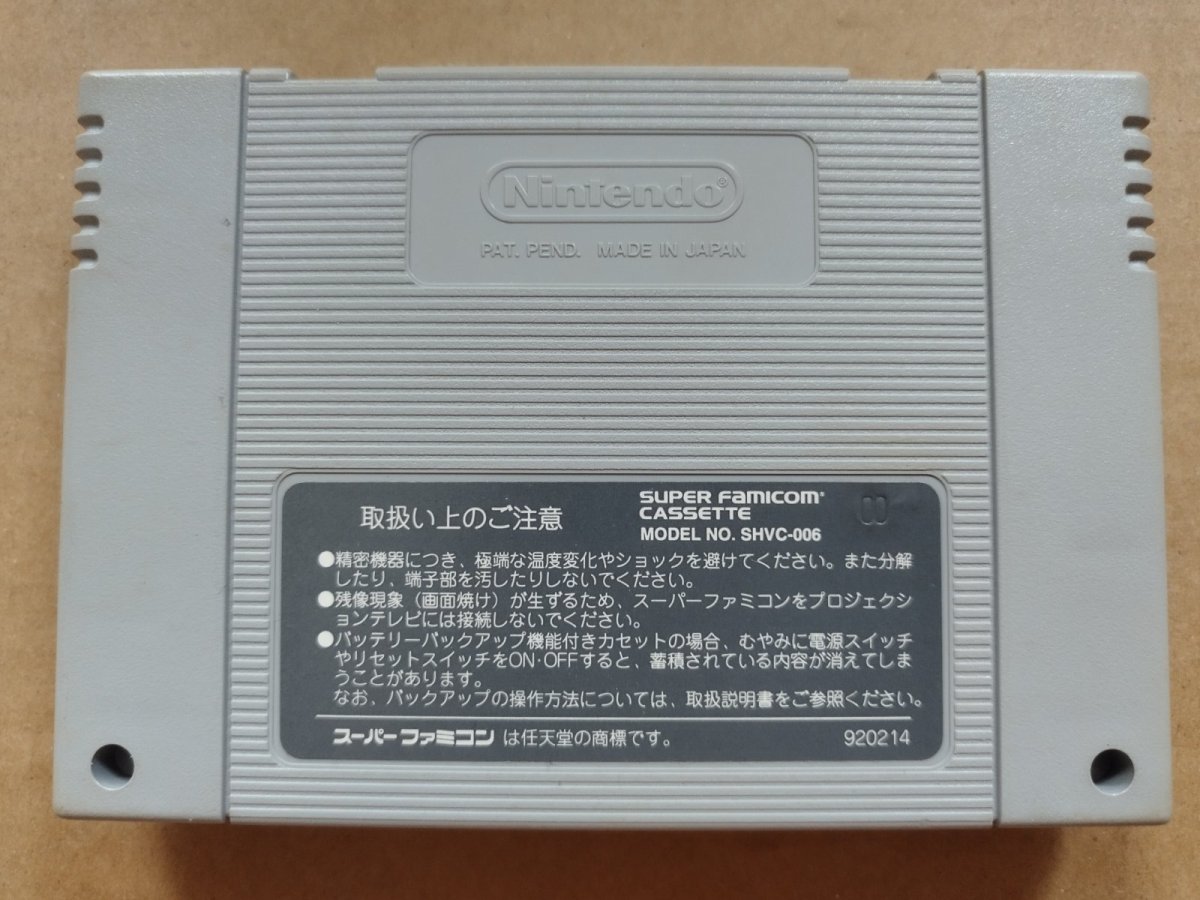 Nintendo®
PAT. PEND. MADE IN JAPAN
取扱い上のご注意
SUPER FAMICOM®
CASSETTE
MODEL NO. SHVC-006
●精密機器につき、極端な温度変化やショックを避けてください。また分解
したり、端子部を汚したりしないでください。
●残像現象（画面焼け）が生ずるため、スーパーファミコンをプロジェクシ
ョンテレビには接続しないでください。
●バッテリーバックアップ機能付きカセットの場合、むやみに電源スイッチ
やリセットスイッチをON・OFFすると、蓄積されている内容が消えてしま
うことがあります。
なお、バックアップの操作方法については、取扱説明書をご参照ください。
スーパーファミコン は任天堂の商標です。
920214